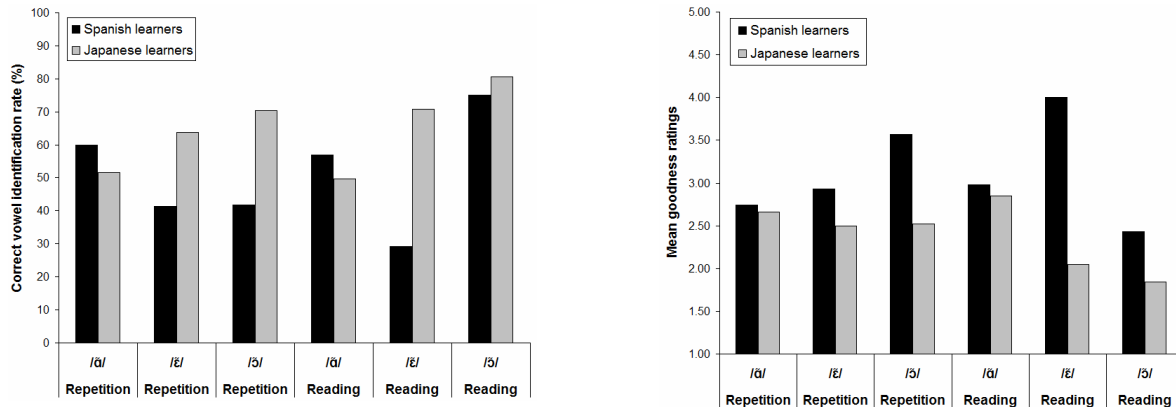 Correct vowel identification rate (%)
100
90
80
70
60
50
40
30
20
10
0
Spanish learners
Japanese learners
/ɑ̃/ /ɛ̃/ /ɔ̃/ /ɑ̃/ /ɛ̃/ /ɔ̃/
Repetition Repetition Repetition Reading Reading Reading
Mean goodness ratings
5.00
4.50
4.00
3.50
3.00
2.50
2.00
1.50
1.00
Spanish learners
Japanese learners
/ɑ̃/ /ɛ̃/ /ɔ̃/ /ɑ̃/ /ɛ̃/ /ɔ̃/
Repetition Repetition Repetition Reading Reading Reading